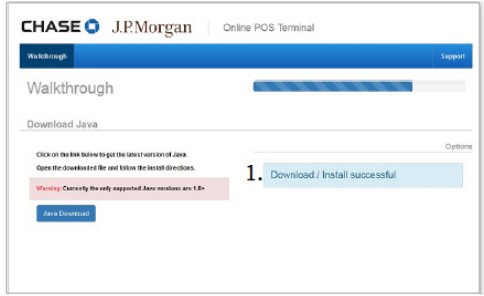 CHASE J.P.Morgan Online POS Terminal
Walkthrough Support
Walkthrough
Download Java
Options
Click on the link below to get the latest version of Java.
Open the downloaded file and follow the install directions.
1. Download / Install successful
Warning: Currently the only supported Java versions are 1.6+
Java Download